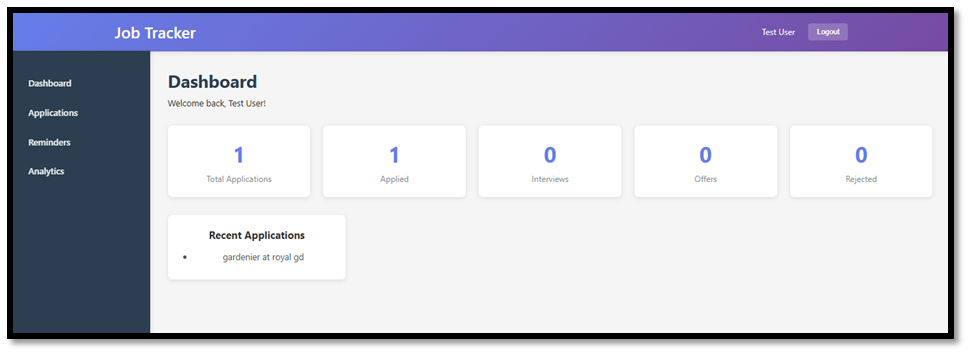 Job Tracker
Test User
Logout
Dashboard
Applications
Reminders
Analytics
Dashboard
Welcome back, Test User!
1
Total Applications
1
Applied
0
Interviews
0
Offers
0
Rejected
Recent Applications
gardenier at royal gd